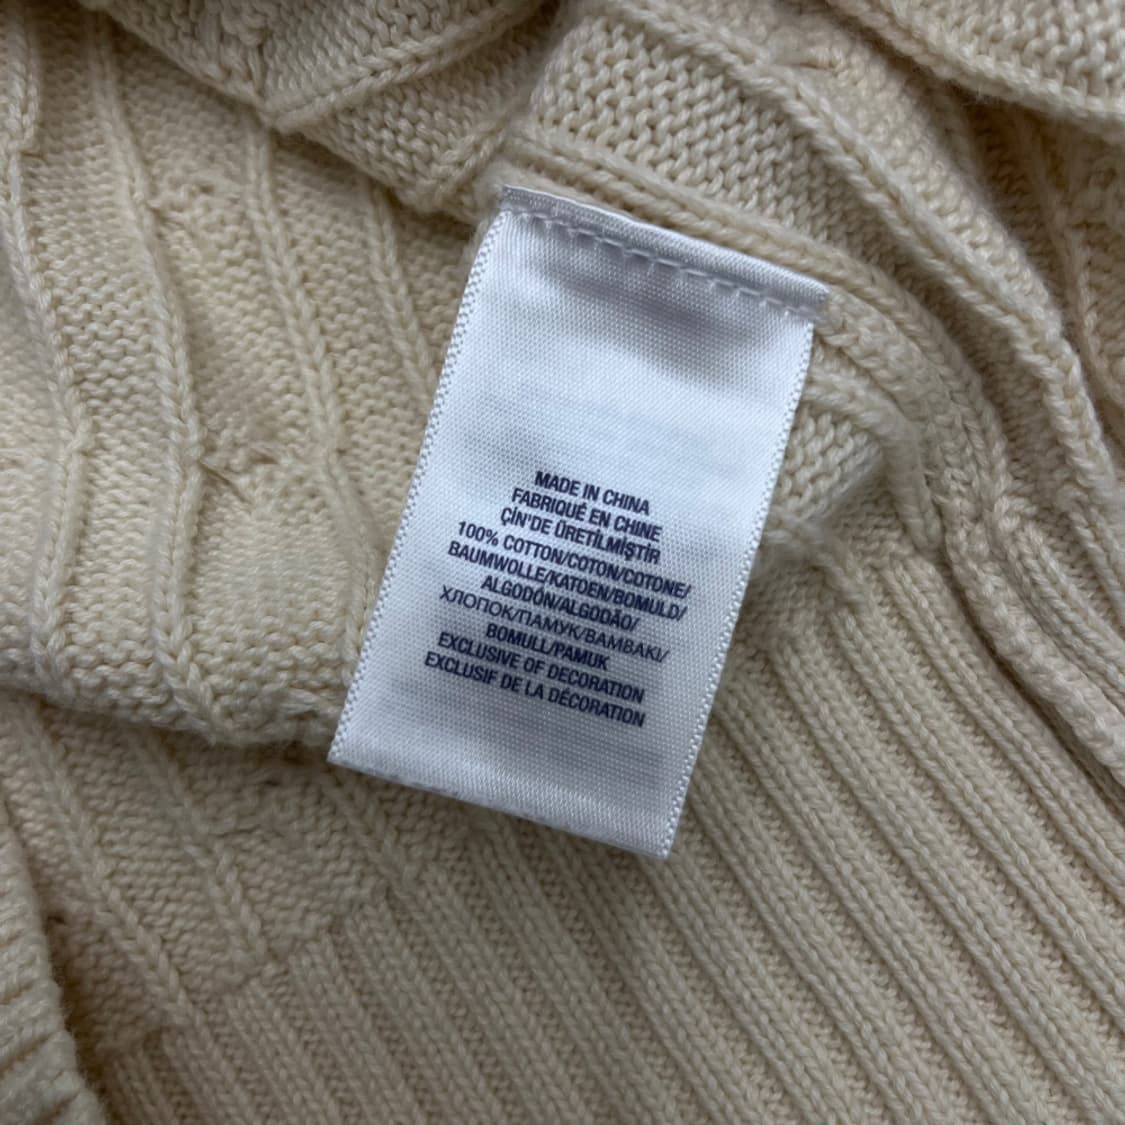 MADE IN CHINA
FABRIQUÉ EN CHINE
ÇİN'DE ÜRETİLMİŞTİR
100% COTTON/COTON/COTONE/
BAUMWOLLE/KATOEN/BOMULD/
ALGODÓN/ALGODÃO/
ХЛОПОК/ПАМУК/ΒΑΜΒΑΚΙ/
BOMULL/PAMUK
EXCLUSIVE OF DECORATION
EXCLUSIF DE LA DÉCORATION